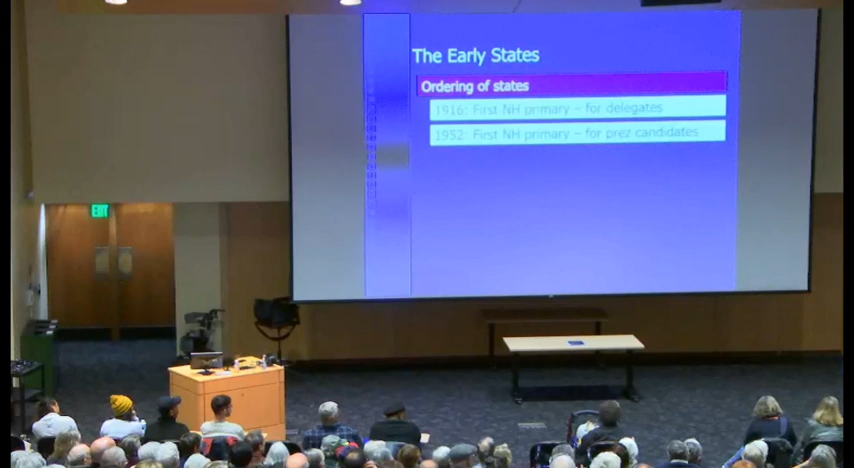 The Early States
Ordering of states
1916: First NH primary – for delegates
1952: First NH primary – for prez candidates
EXIT